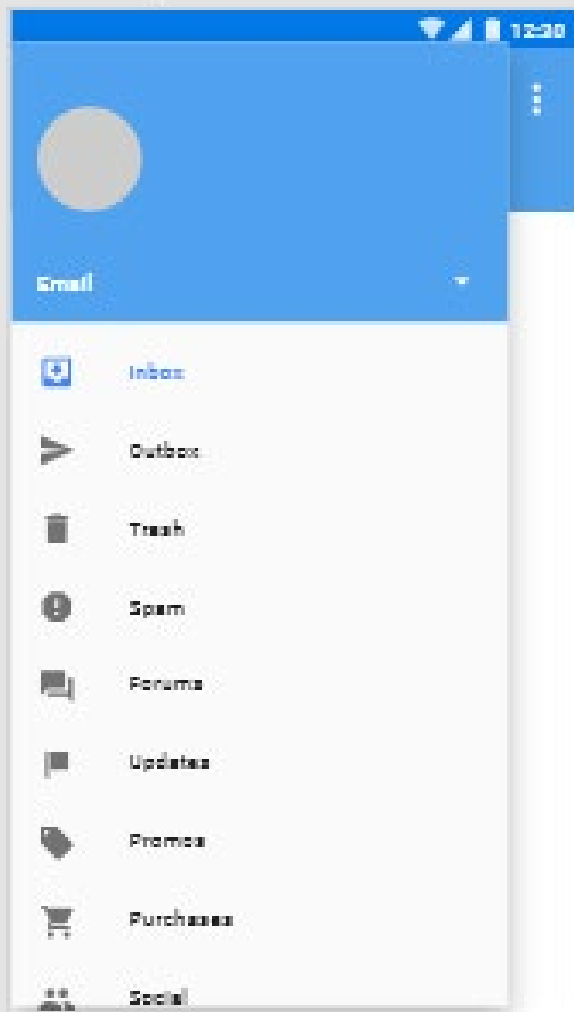 12:30
Email
Inbox
Outbox
Trash
Spam
Forums
Updates
Promos
Purchases
Social